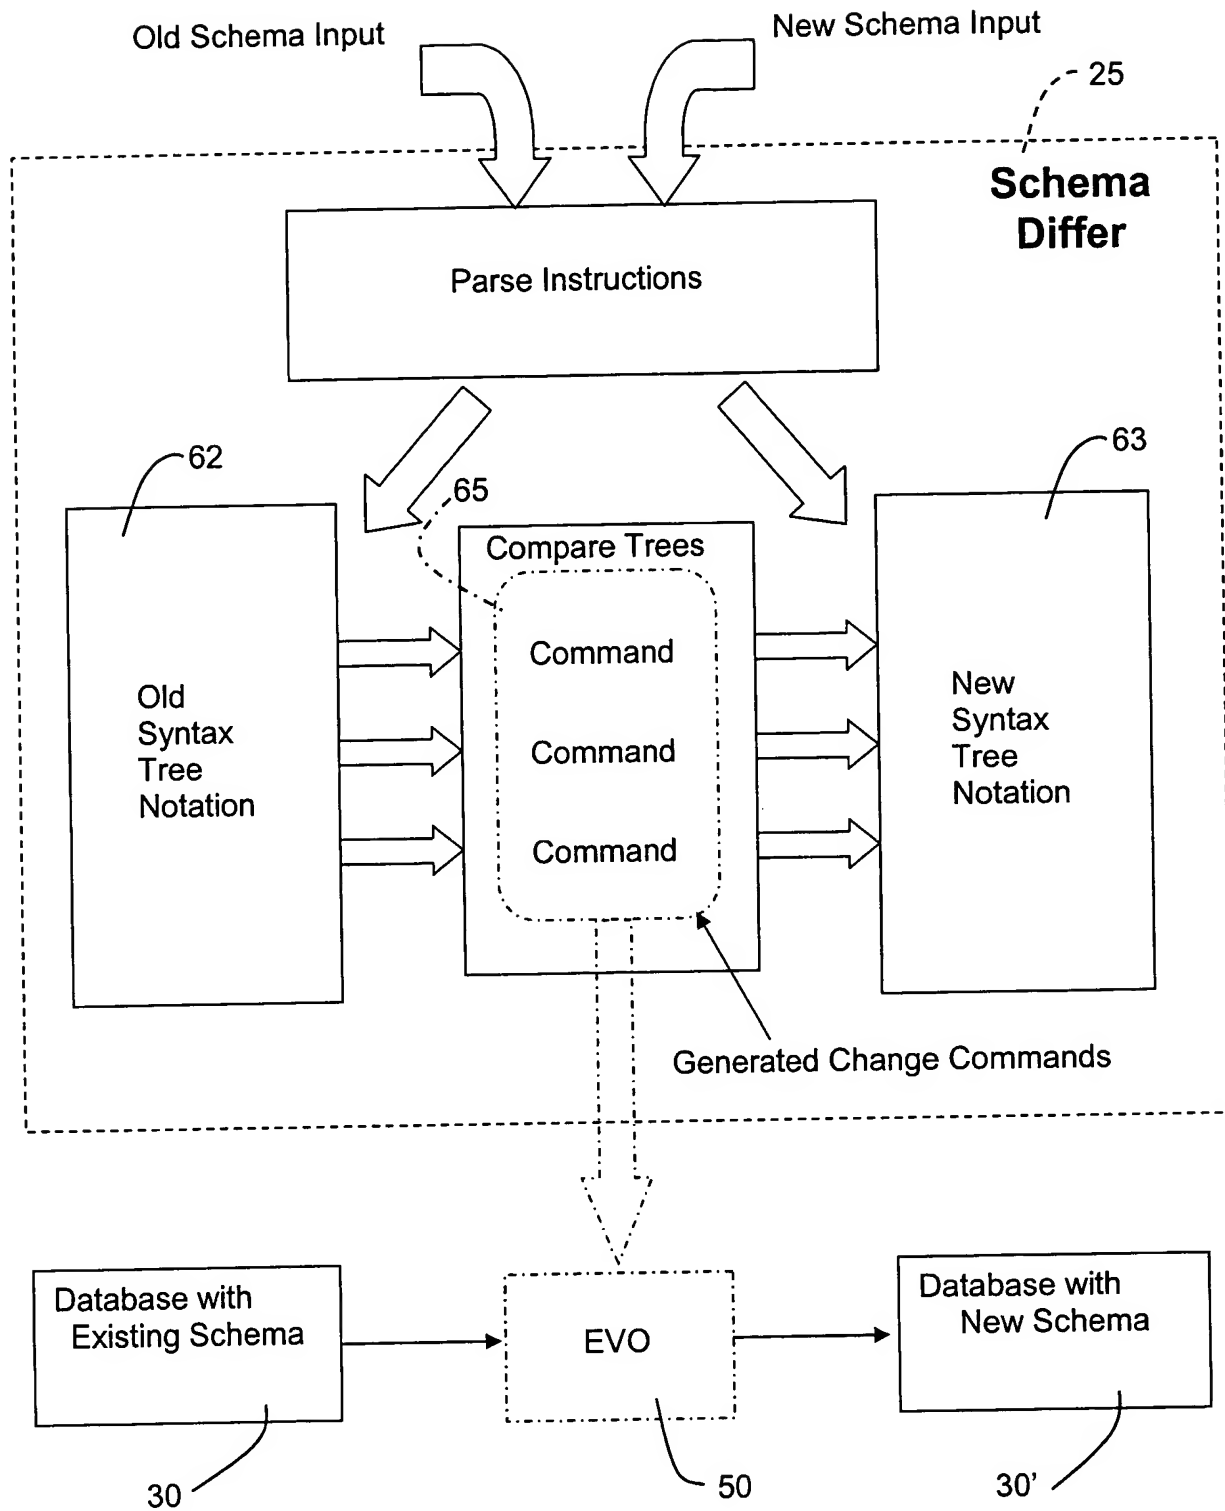 Old Schema Input
New Schema Input
25
Schema
Differ
Parse Instructions
62
63
65
Compare Trees
Command
Command
Command
Old
Syntax
Tree
Notation
New
Syntax
Tree
Notation
Generated Change Commands
Database with
Existing Schema
EVO
Database with
New Schema
30
50
30'